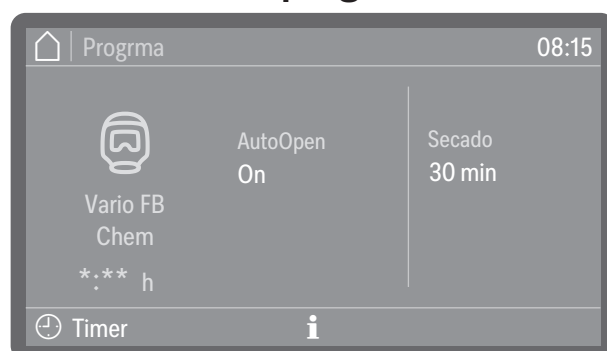 Progrma 08:15
AutoOpen
On
Secado
30 min
Vario FB
Chem
*:** h
Timer i